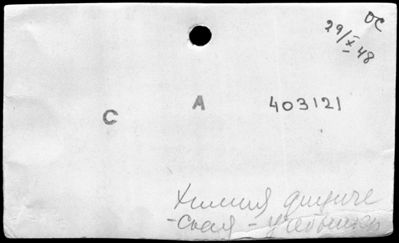 ОС
29/X 48
С А 403121
Химия физиче
-ская - учебники